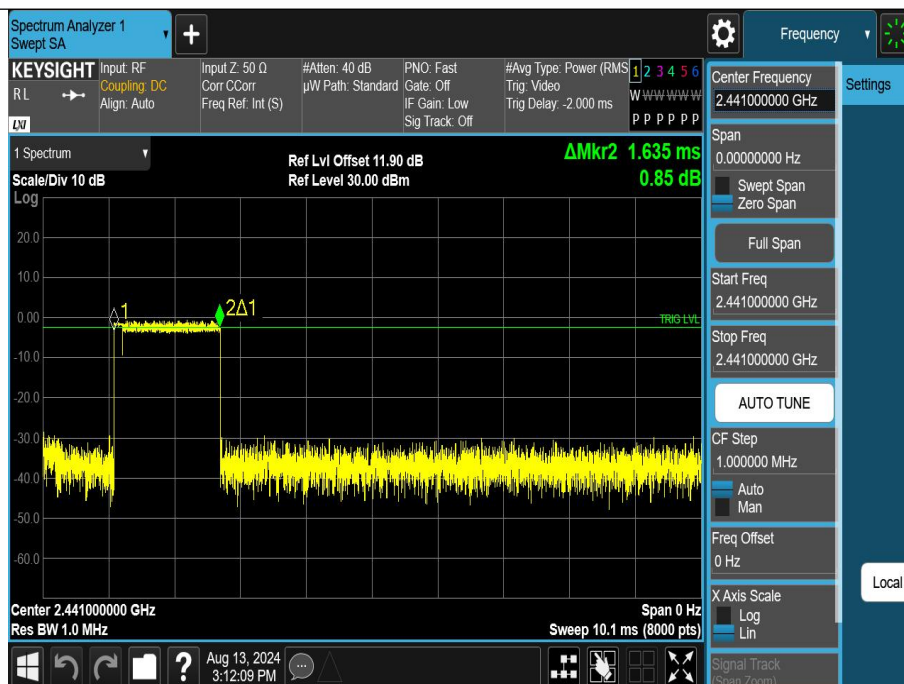 Spectrum Analyzer 1
Swept SA
+
Frequency
KEYSIGHT
RL
LXI
Input: RF
Coupling: DC
Align: Auto
Input Z: 50 Ω
Corr CCorr
Freq Ref: Int (S)
#Atten: 40 dB
µW Path: Standard
PNO: Fast
Gate: Off
IF Gain: Low
Sig Track: Off
#Avg Type: Power (RMS
Trig: Video
Trig Delay: -2.000 ms
1 2 3 4 5 6
W W W W W W
P P P P P P
1 Spectrum
Scale/Div 10 dB
Log
Ref Lvl Offset 11.90 dB
Ref Level 30.00 dBm
ΔMkr2 1.635 ms
0.85 dB
20.0
10.0
0.00
-10.0
-20.0
-30.0
-40.0
-50.0
-60.0
1
2Δ1
TRIG LVL
Center 2.441000000 GHz
Res BW 1.0 MHz
Span 0 Hz
Sweep 10.1 ms (8000 pts)
Aug 13, 2024
3:12:09 PM
?
Center Frequency
2.441000000 GHz
Span
0.00000000 Hz
Swept Span
Zero Span
Full Span
Start Freq
2.441000000 GHz
Stop Freq
2.441000000 GHz
AUTO TUNE
CF Step
1.000000 MHz
Auto
Man
Freq Offset
0 Hz
X Axis Scale
Log
Lin
Signal Track
(Span Zoom)
Settings
Local